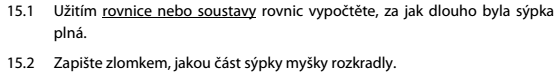 15.1 Užitím rovnice nebo soustavy rovnic vypočtěte, za jak dlouho byla sýpka
plná.
15.2 Zapište zlomkem, jakou část sýpky myšky rozkradly.